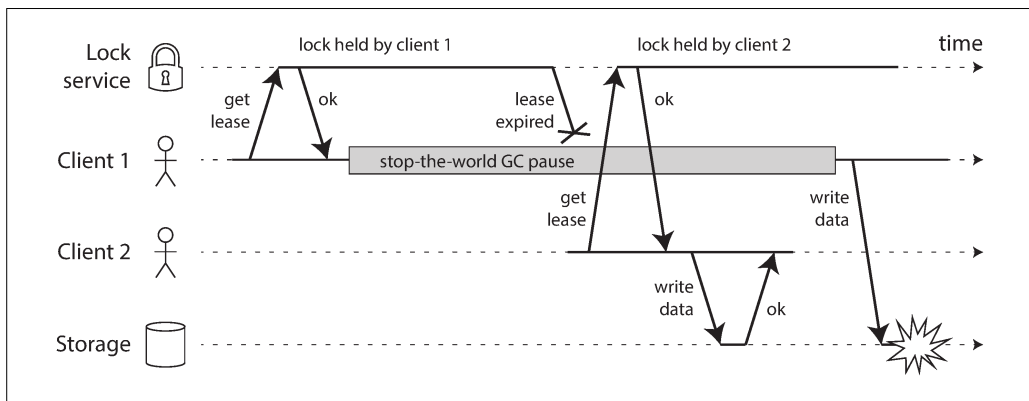 lock held by client 1
lock held by client 2
time
Lock
service
get
lease
ok
lease
expired
ok
Client 1
stop-the-world GC pause
get
lease
write
data
Client 2
write
data
ok
Storage